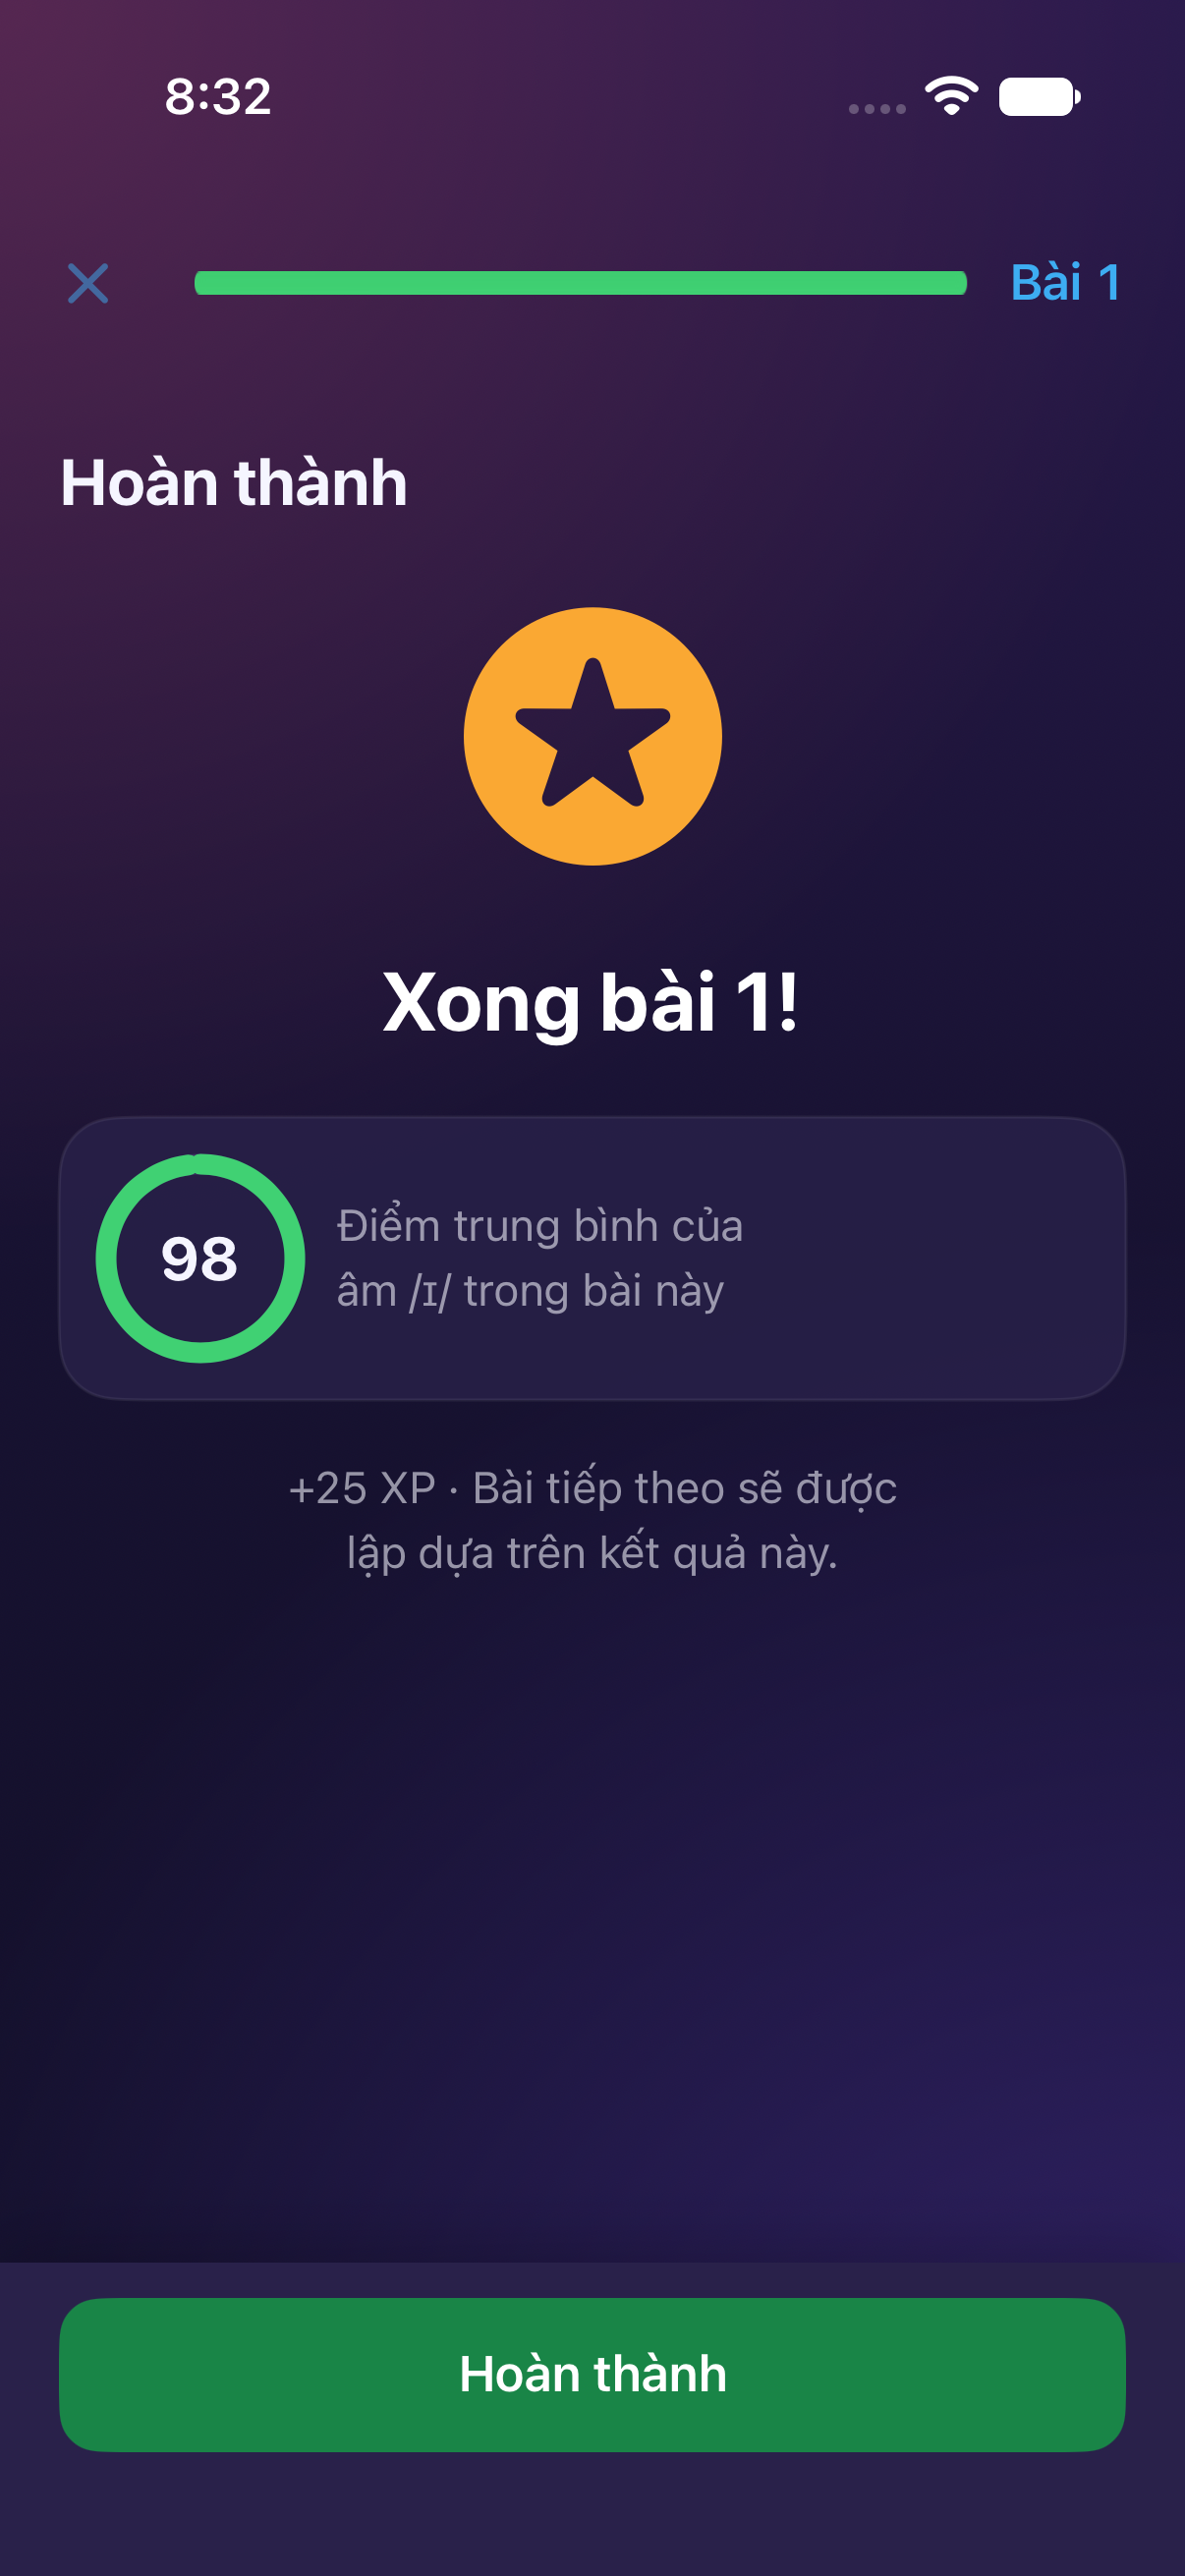 8:32
Bài 1
Hoàn thành
Xong bài 1!
98
Điểm trung bình của
âm /ɪ/ trong bài này
+25 XP · Bài tiếp theo sẽ được
lập dựa trên kết quả này.
Hoàn thành